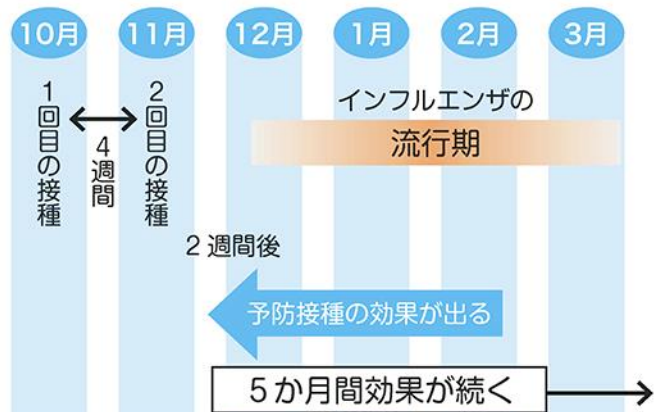 10月 11月 12月 1月 2月 3月
1回目の接種
4週間
2回目の接種
インフルエンザの
流行期
2週間後
予防接種の効果が出る
5か月間効果が続く